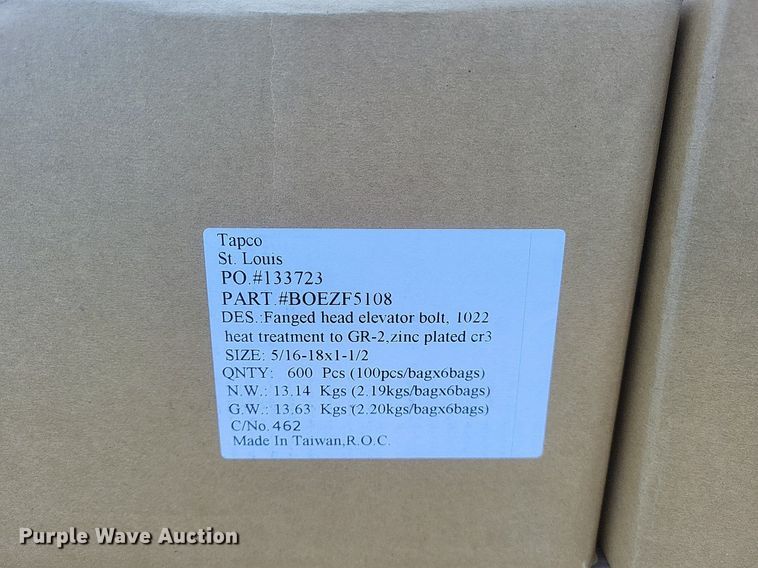 Tapco
St. Louis
PO.#133723
PART.#BOEZF5108
DES.:Fanged head elevator bolt, 1022
heat treatment to GR-2,zinc plated cr3
SIZE: 5/16-18x1-1/2
QNTY: 600 Pcs (100pcs/bagx6bags)
N.W.: 13.14 Kgs (2.19kgs/bagx6bags)
G.W.: 13.63 Kgs (2.20kgs/bagx6bags)
C/No. 462
Made In Taiwan,R.O.C.
Purple Wave Auction